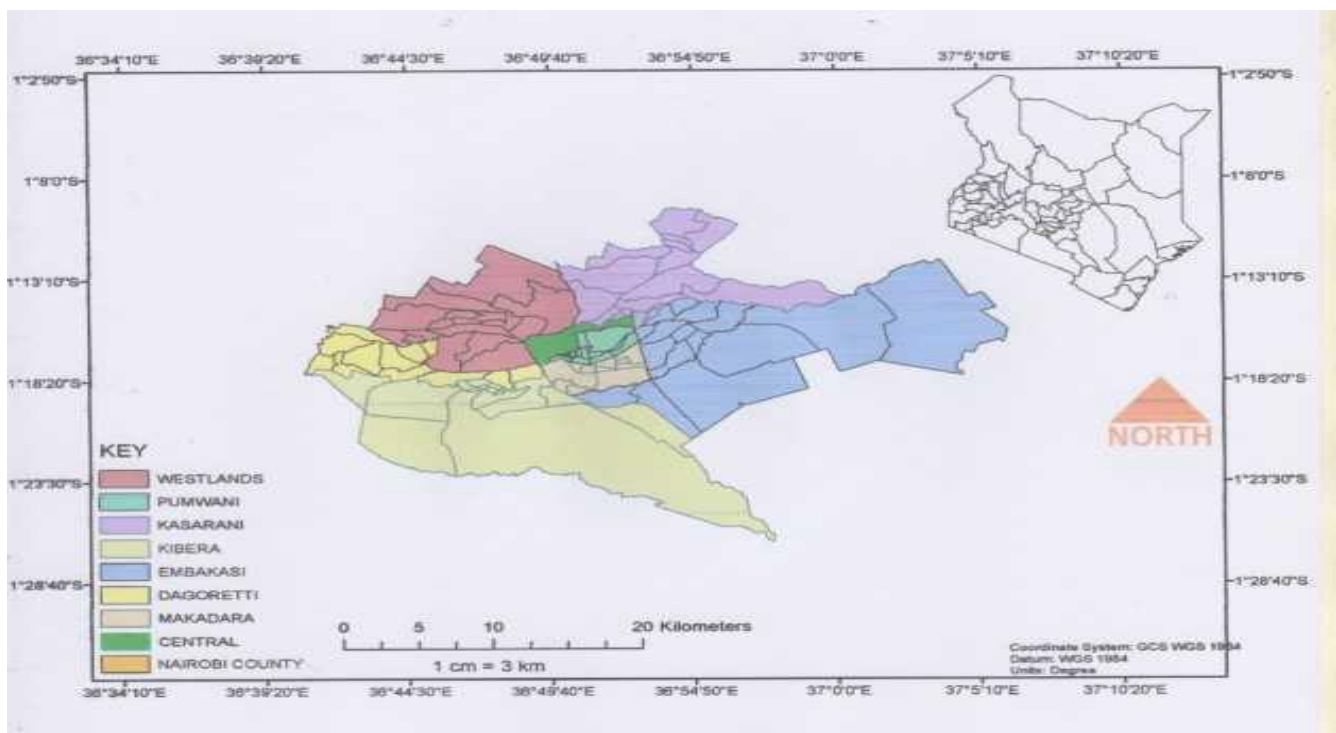 36°34'10"E 36°39'20"E 36°44'30"E 36°49'40"E 36°54'50"E 37°0'0"E 37°5'10"E 37°10'20"E
1°2'50"S 1°2'50"S
1°8'0"S 1°8'0"S
1°13'10"S 1°13'10"S
1°18'20"S 1°18'20"S
NORTH
KEY
WESTLANDS
1°23'30"S 1°23'30"S
PUMWANI
KASARANI
KIBERA
EMBAKASI
1°28'40"S 1°28'40"S
DAGORETTI
MAKADARA
CENTRAL
NAIROBI COUNTY
0 5 10 20 Kilometers
1 cm = 3 km
Coordinate System: GCS WGS 1984
Datum: WGS 1984
Units: Degree
36°34'10"E 36°39'20"E 36°44'30"E 36°49'40"E 36°54'50"E 37°0'0"E 37°5'10"E 37°10'20"E